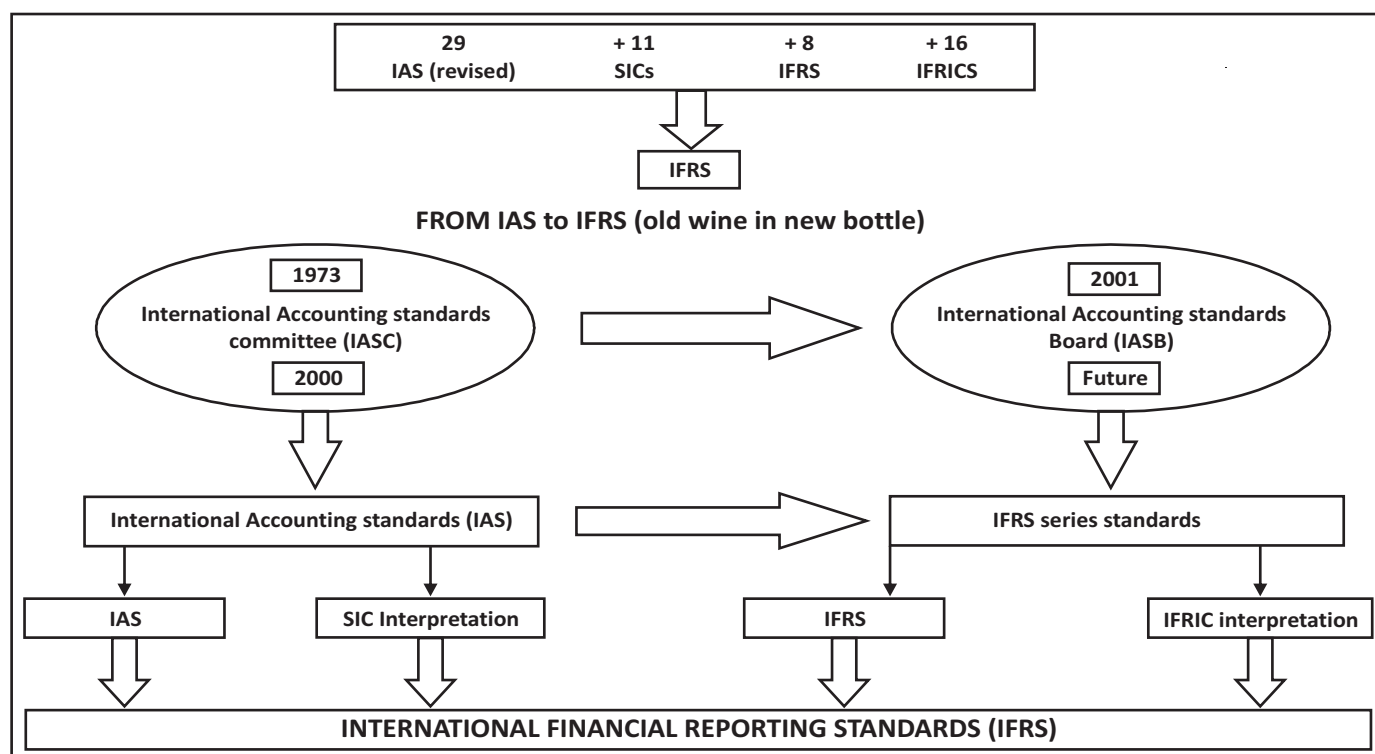 29 + 11 + 8 + 16
IAS (revised) SICs IFRS IFRICS
IFRS
FROM IAS to IFRS (old wine in new bottle)
1973
International Accounting standards
committee (IASC)
2000
2001
International Accounting standards
Board (IASB)
Future
International Accounting standards (IAS)
IFRS series standards
IAS
SIC Interpretation
IFRS
IFRIC interpretation
INTERNATIONAL FINANCIAL REPORTING STANDARDS (IFRS)